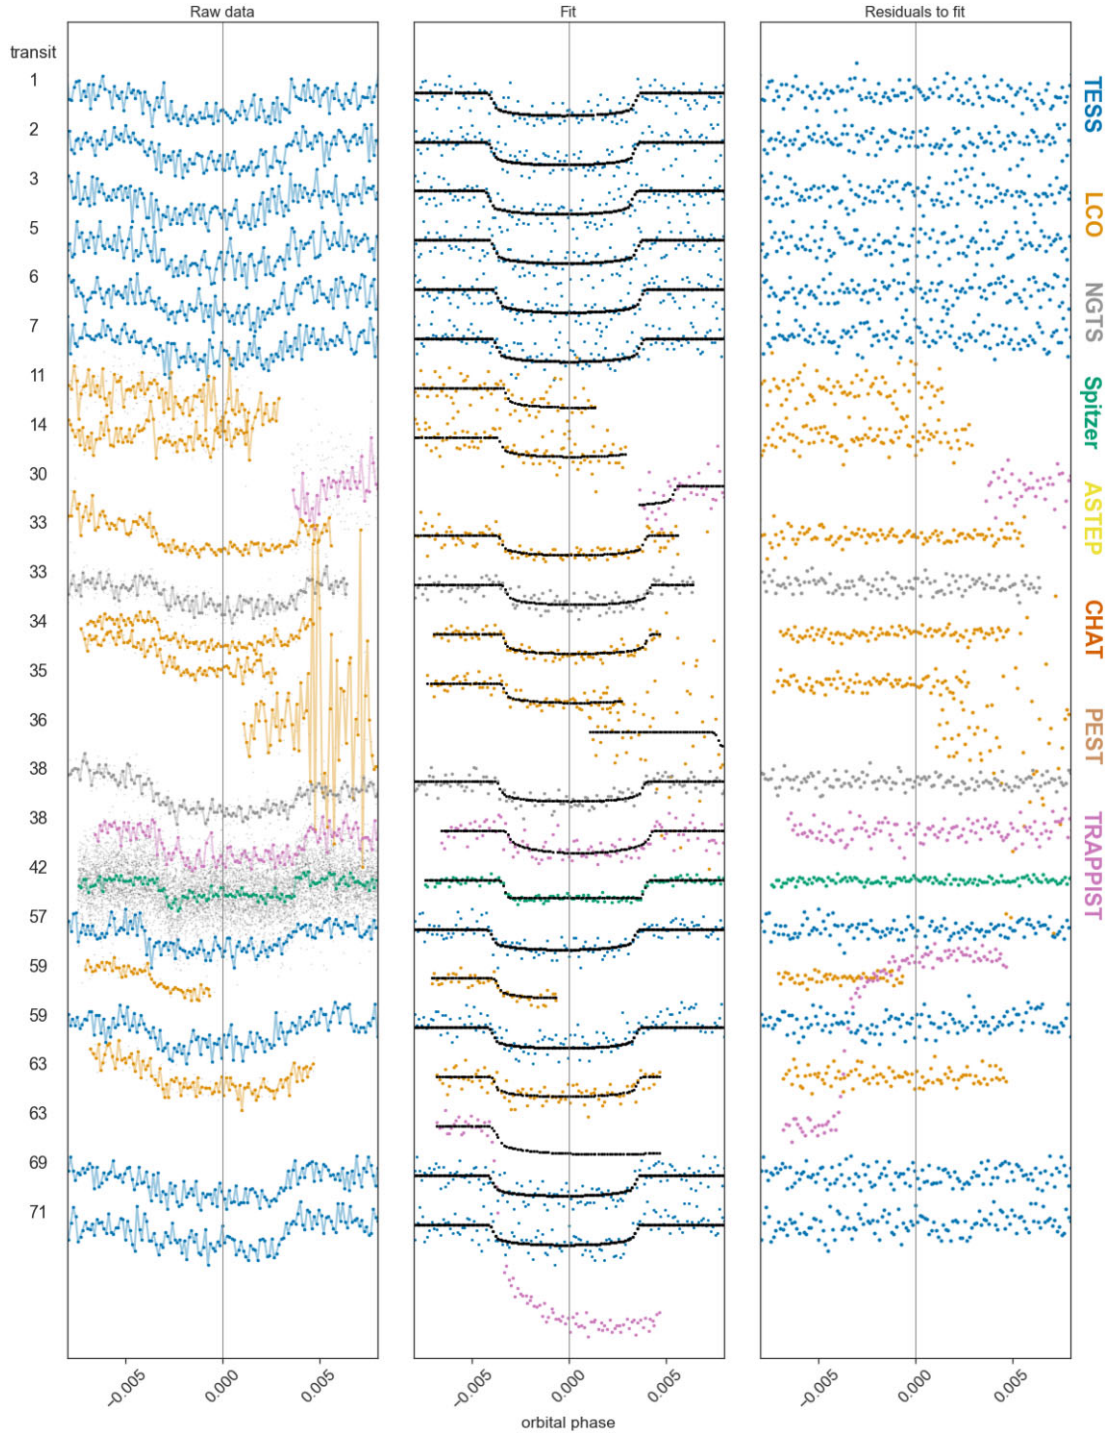 Raw data
Fit
Residuals to fit
transit
1
2
3
5
6
7
11
14
30
33
33
34
35
36
38
38
42
57
59
59
63
63
69
71
TESS
LCO
NGTS
Spitzer
ASTEP
CHAT
PEST
TRAPPIST
−0.005 0.000 0.005
−0.005 0.000 0.005
−0.005 0.000 0.005
orbital phase